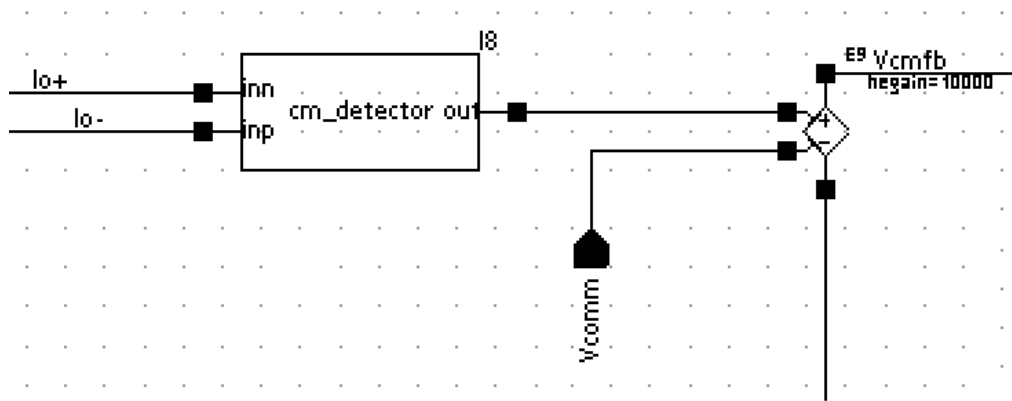 I8
E9 Vcmfb
hegain=10000
Io+
inn
cm_detector out
Io-
inp
+
-
Vcomm